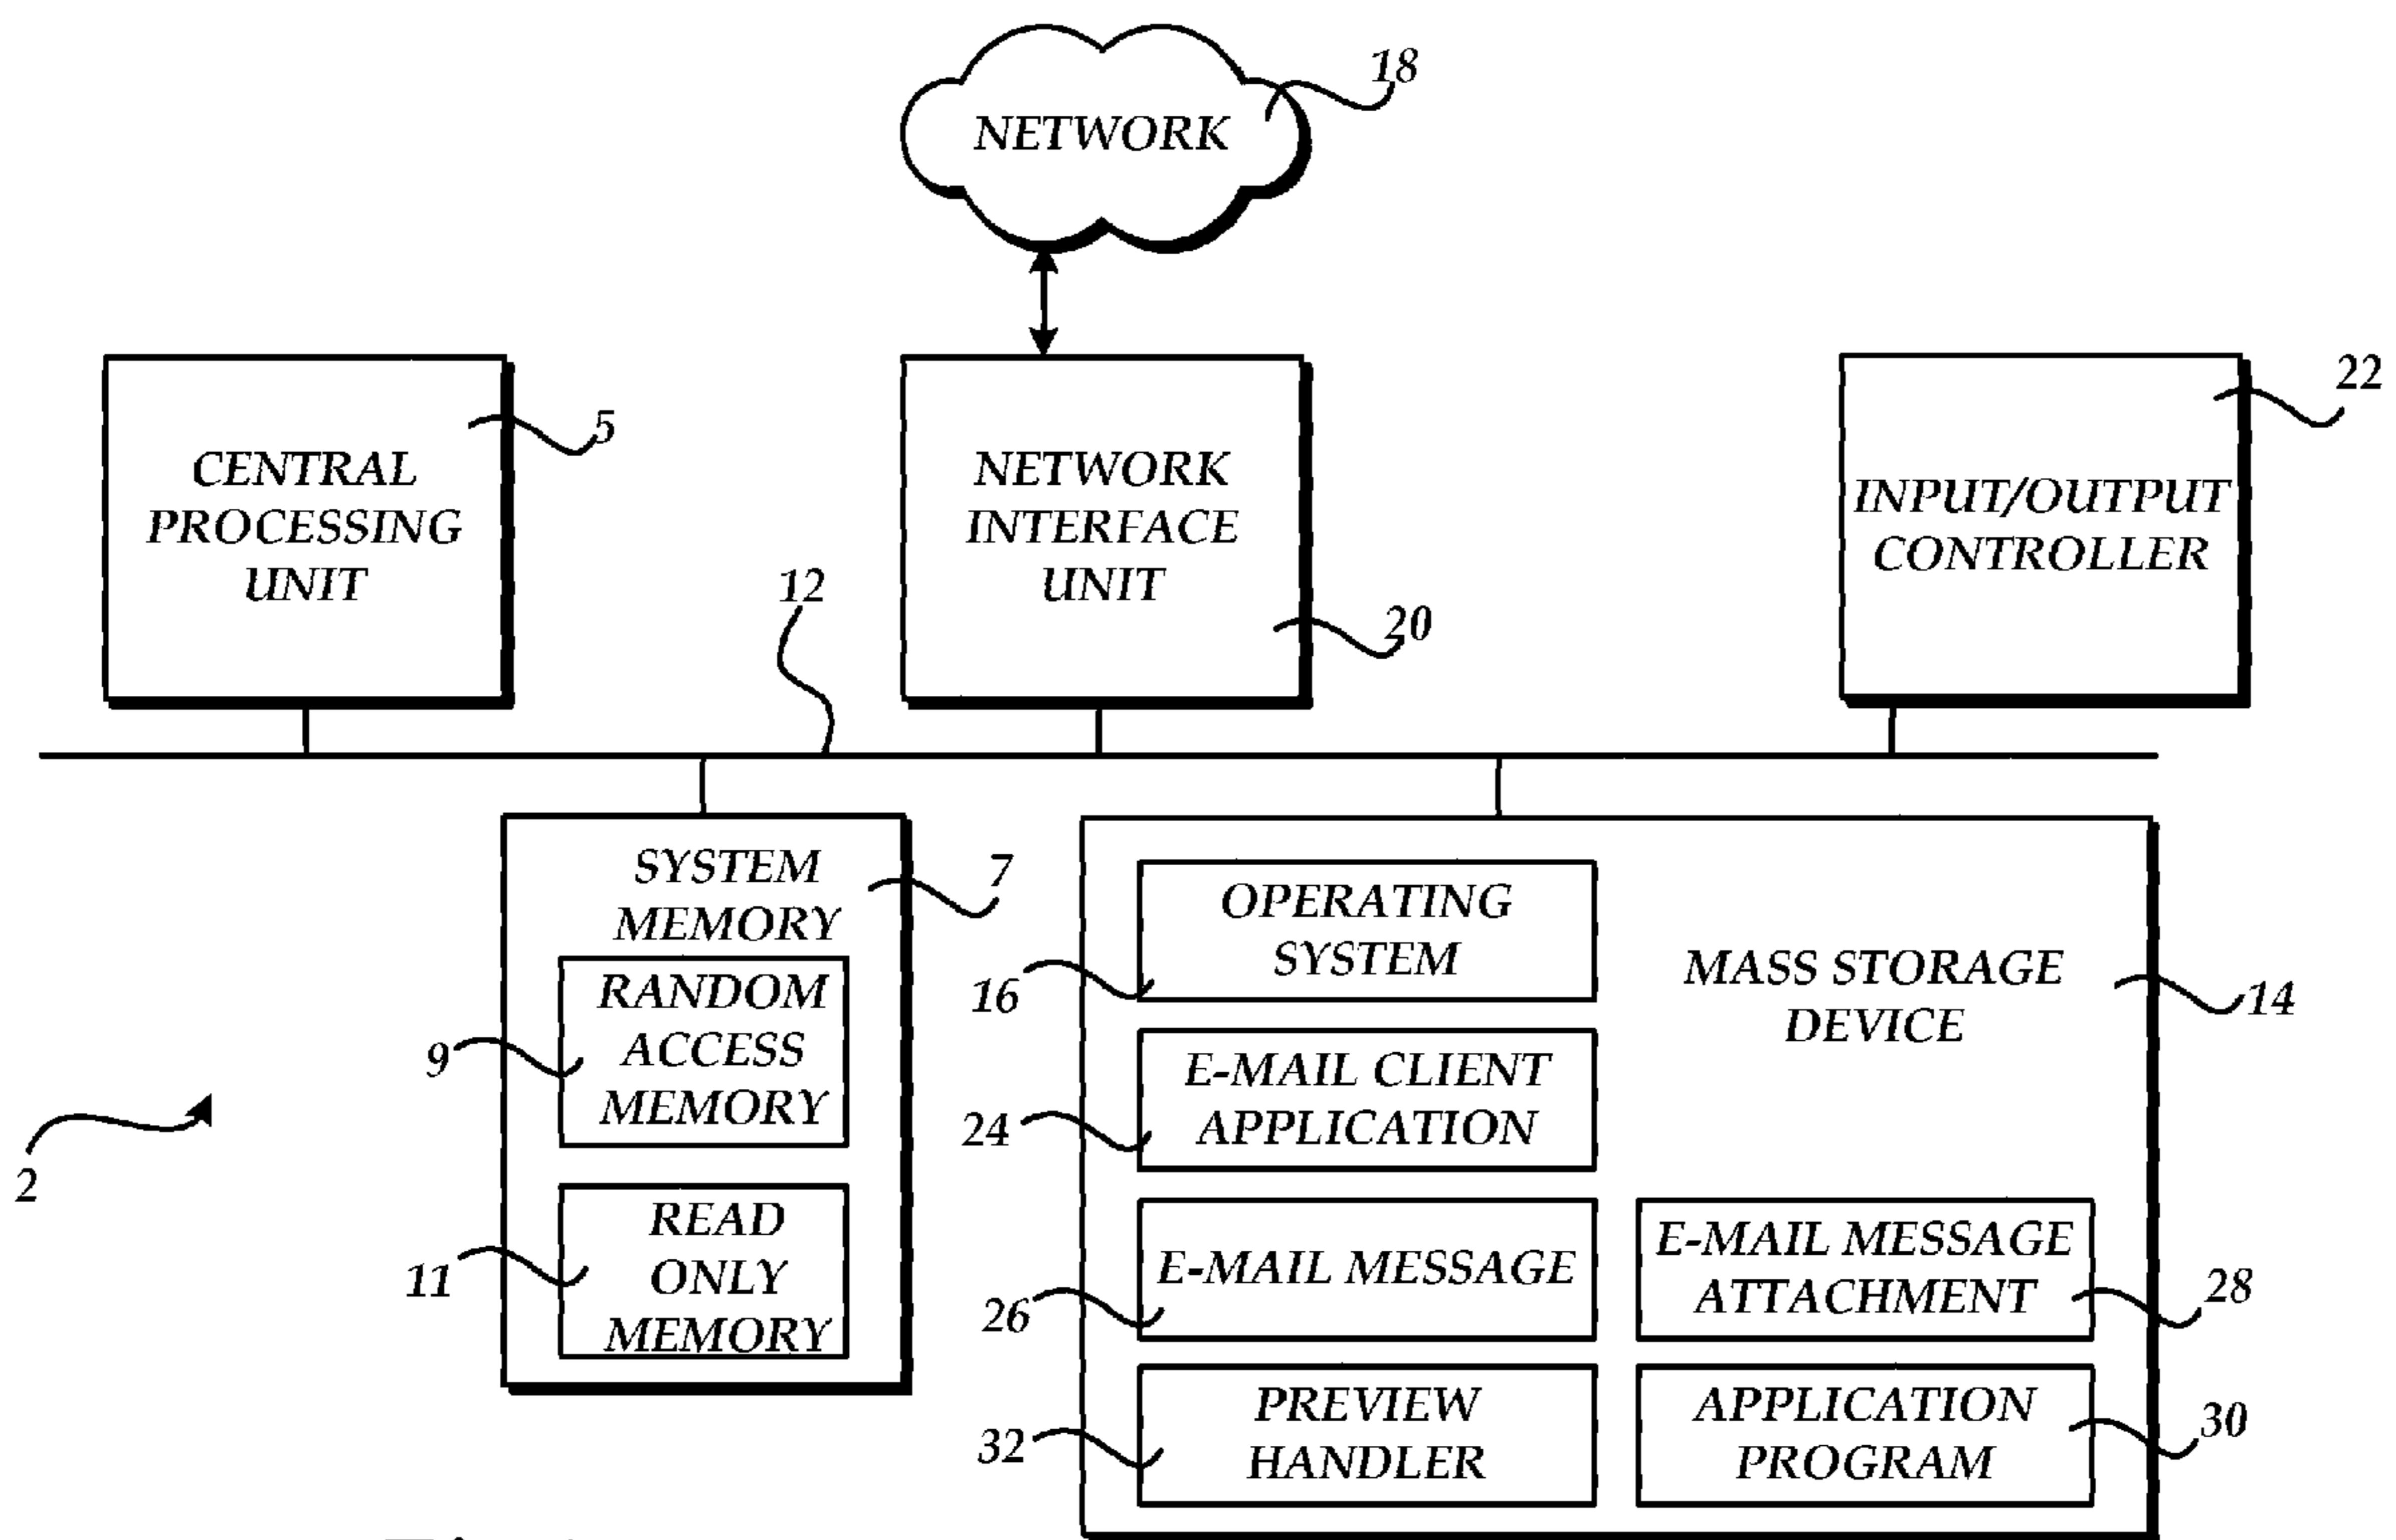 18
NETWORK
22
5
CENTRAL
PROCESSING
UNIT
NETWORK
INTERFACE
UNIT
INPUT/OUTPUT
CONTROLLER
12
20
SYSTEM
MEMORY
7
RANDOM
ACCESS
MEMORY
9
READ
ONLY
MEMORY
11
2
OPERATING
SYSTEM
16
MASS STORAGE
DEVICE
14
E-MAIL CLIENT
APPLICATION
24
E-MAIL MESSAGE
26
E-MAIL MESSAGE
ATTACHMENT
28
PREVIEW
HANDLER
32
APPLICATION
PROGRAM
30